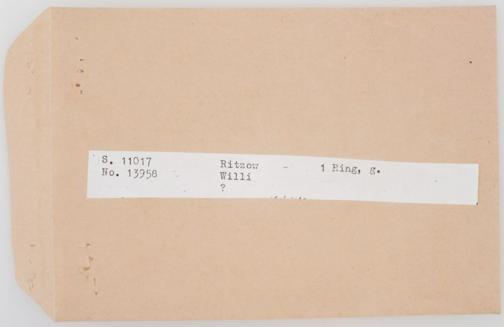 S. 11017 Ritzow - 1 Ring, g.
No. 13958 Willi
?